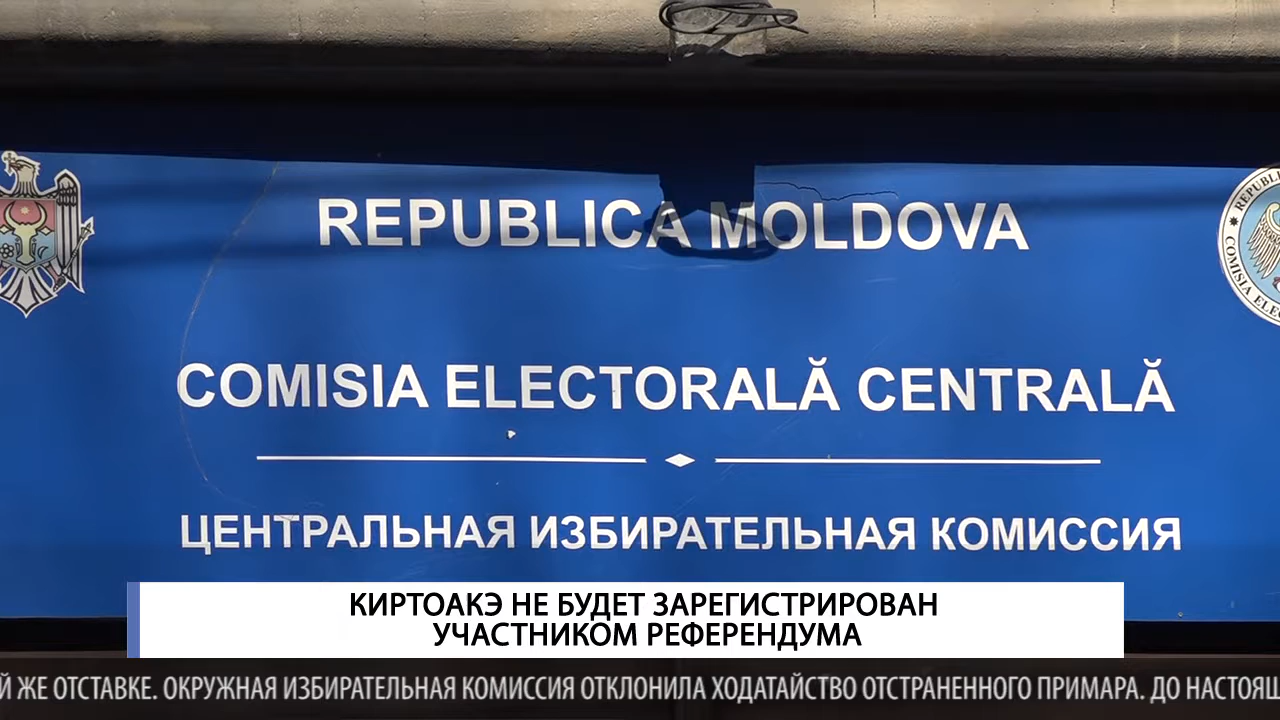 REPUBLICA MOLDOVA
COMISIA ELECTORALĂ CENTRALĂ
ЦЕНТРАЛЬНАЯ ИЗБИРАТЕЛЬНАЯ КОМИССИЯ
КИРТОАКЭ НЕ БУДЕТ ЗАРЕГИСТРИРОВАН
УЧАСТНИКОМ РЕФЕРЕНДУМА
Й ЖЕ ОТСТАВКЕ. ОКРУЖНАЯ ИЗБИРАТЕЛЬНАЯ КОМИССИЯ ОТКЛОНИЛА ХОДАТАЙСТВО ОТСТРАНЕННОГО ПРИМАРА. ДО НАСТОЯЩ